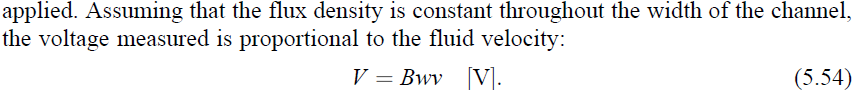 applied. Assuming that the flux density is constant throughout the width of the channel,
the voltage measured is proportional to the fluid velocity:
V = Bwv [V]. (5.54)